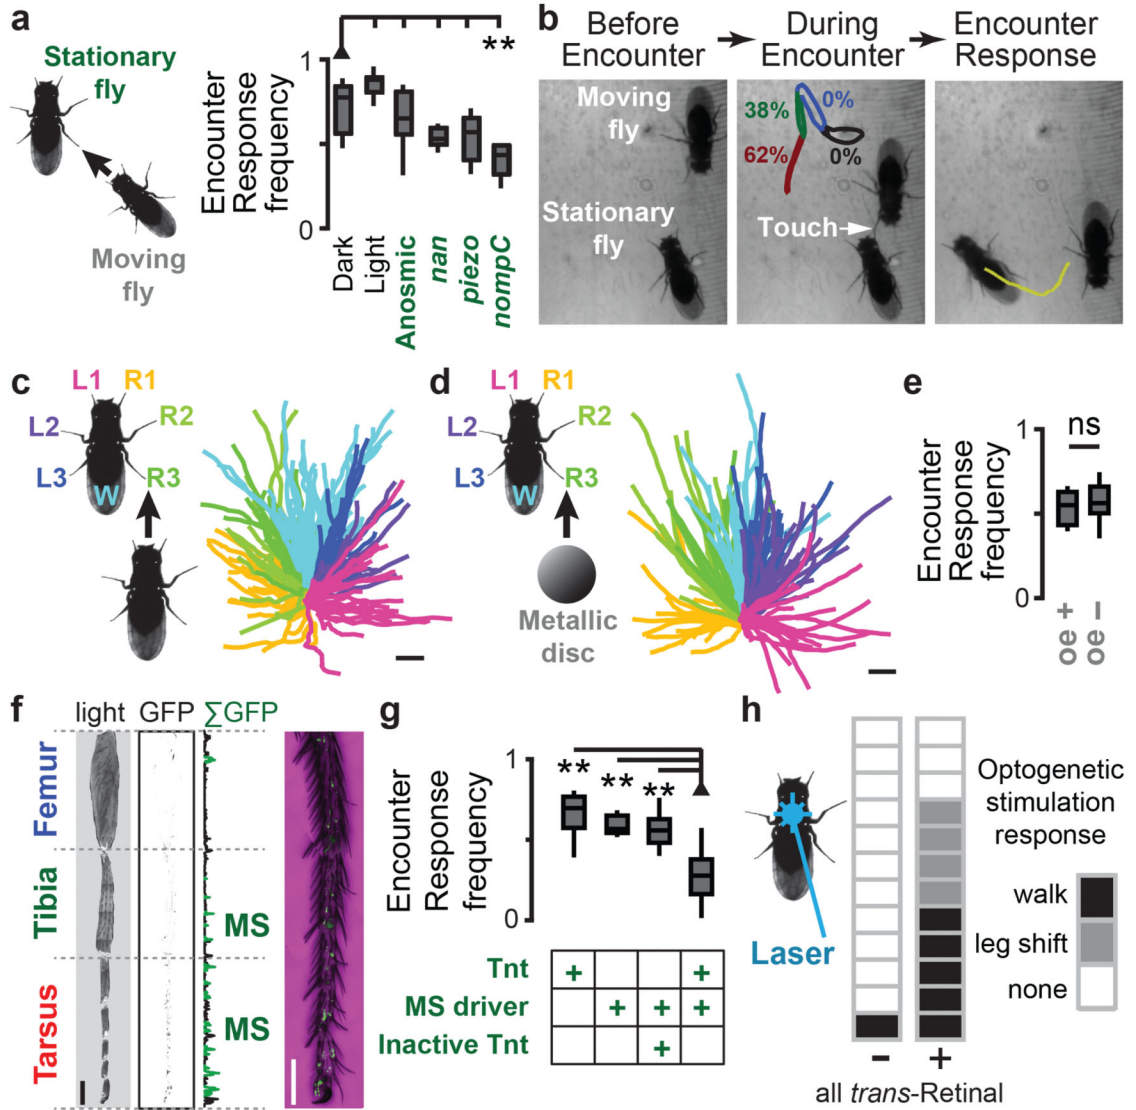 a
Stationary
fly
Moving
fly
Encounter
Response
frequency
1
0
**
Dark
Light
Anosmic
nan
piezo
nompC
b
Before
Encounter
During
Encounter
Encounter
Response
Moving
fly
Stationary
fly
38%
0%
62%
0%
Touch
c
L1 R1
L2 R2
L3 R3
W
d
L1 R1
L2 R2
L3 R3
W
Metallic
disc
e
Encounter
Response
frequency
1
0
ns
oe +
oe −
f
light GFP ∑GFP
Femur
Tibia
Tarsus
MS
MS
g
Encounter
Response
frequency
1
0
** ** **
Tnt + +
MS driver + + +
Inactive Tnt +
h
Laser
Optogenetic
stimulation
response
walk
leg shift
none
− +
all trans-Retinal